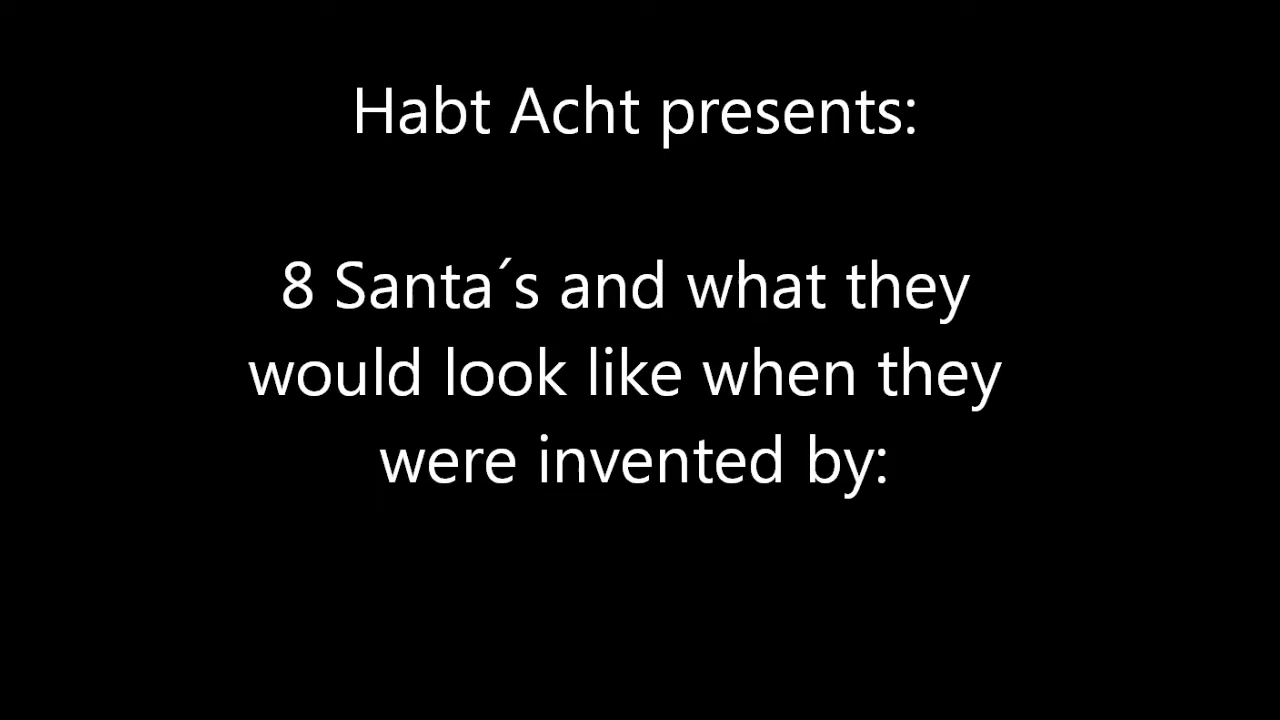 Habt Acht presents:
8 Santa´s and what they
would look like when they
were invented by: